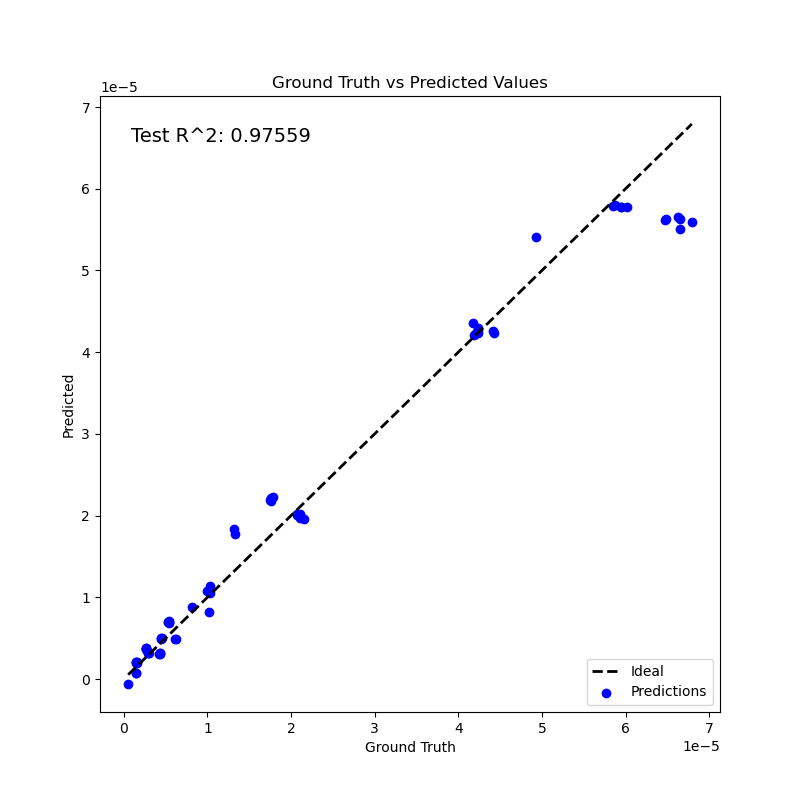 Ground Truth vs Predicted Values
1e−5
7
6
5
4
3
2
1
0
Predicted
Test R^2: 0.97559
Ideal
Predictions
0 1 2 3 4 5 6 7
Ground Truth
1e−5